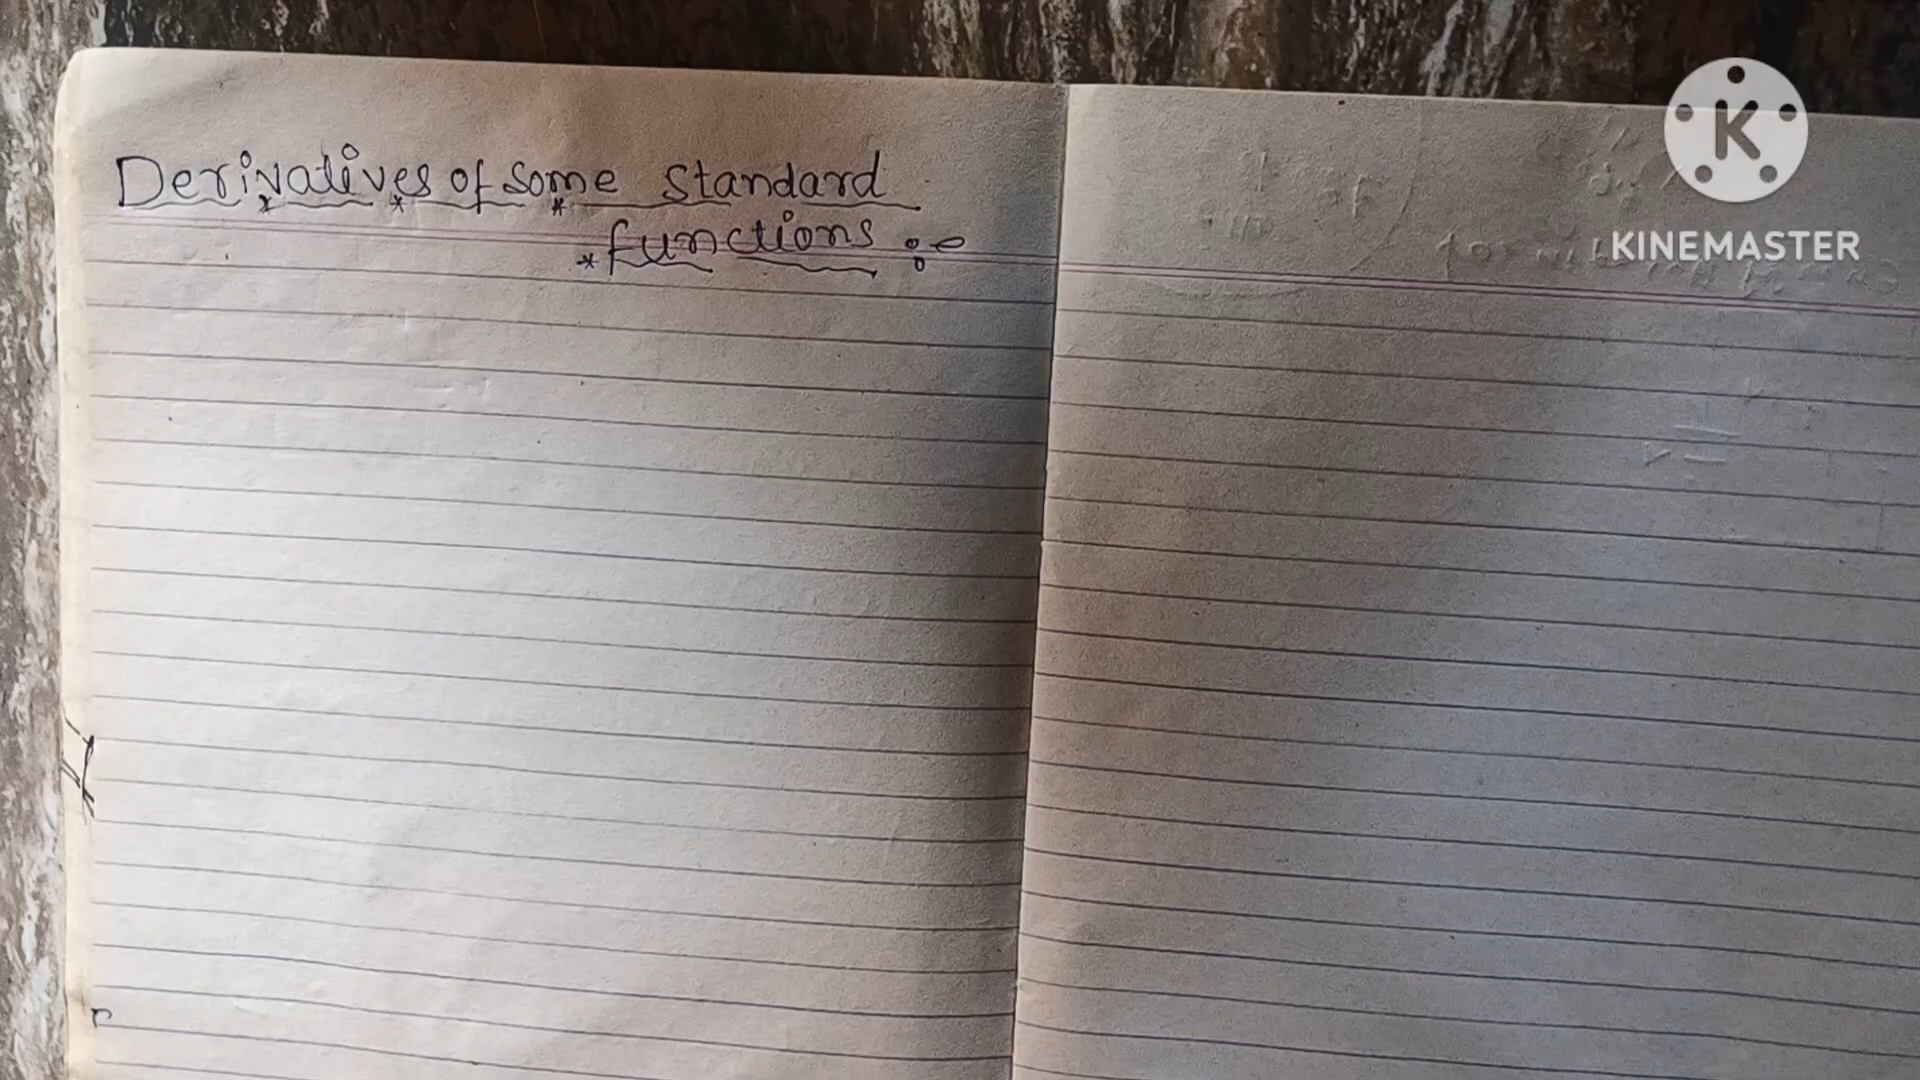 Derivatives of some standard
functions :-
K
KINEMASTER